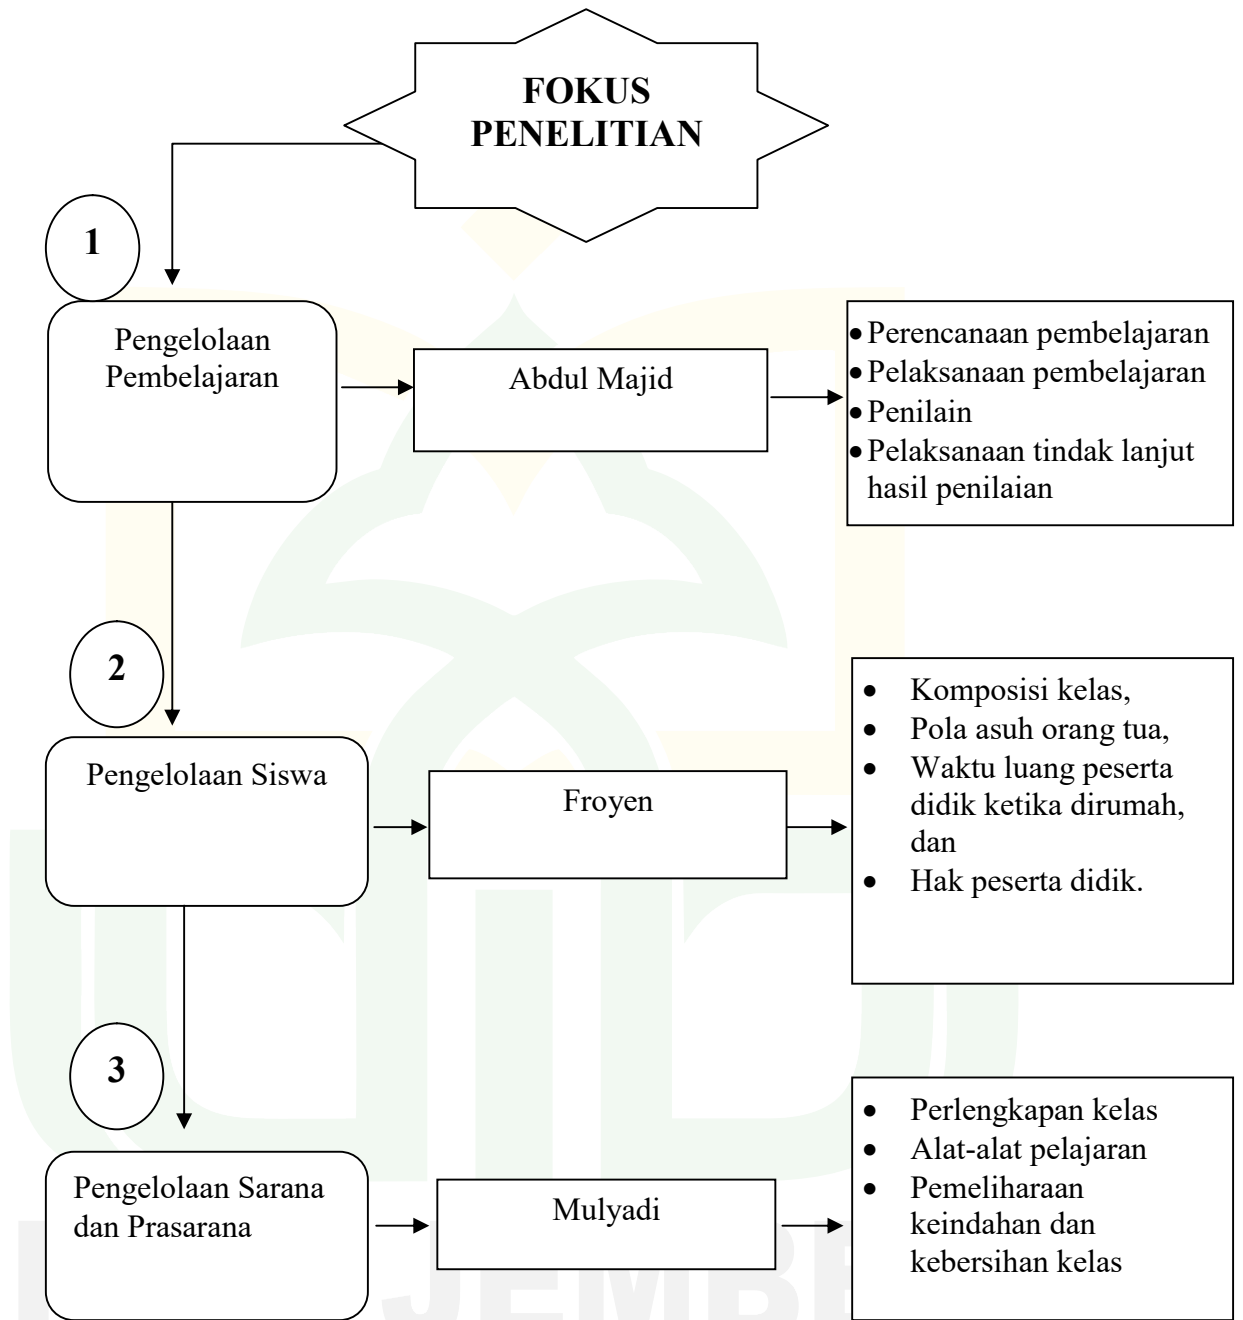 FOKUS
PENELITIAN
1
Pengelolaan
Pembelajaran
Abdul Majid
• Perencanaan pembelajaran
• Pelaksanaan pembelajaran
• Penilain
• Pelaksanaan tindak lanjut
hasil penilaian
2
Pengelolaan Siswa
Froyen
• Komposisi kelas,
• Pola asuh orang tua,
• Waktu luang peserta
didik ketika dirumah,
dan
• Hak peserta didik.
3
Pengelolaan Sarana
dan Prasarana
Mulyadi
• Perlengkapan kelas
• Alat-alat pelajaran
• Pemeliharaan
keindahan dan
kebersihan kelas